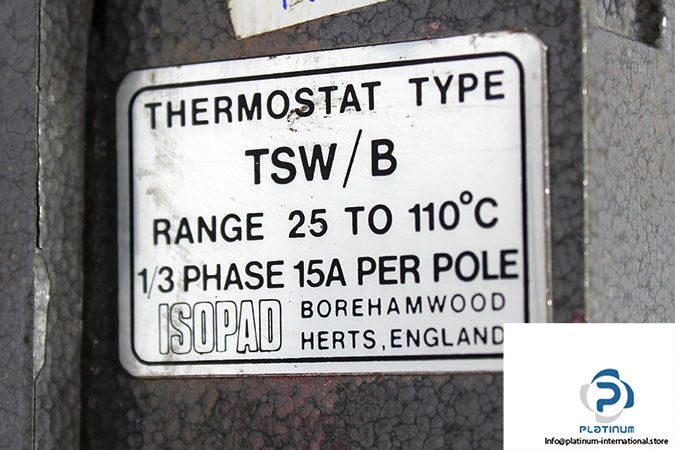 THERMOSTAT TYPE
TSW/B
RANGE 25 TO 110°C
1/3 PHASE 15A PER POLE
ISOPAD BOREHAMWOOD
HERTS, ENGLAND
PLATINUM
Info@platinum-international.store